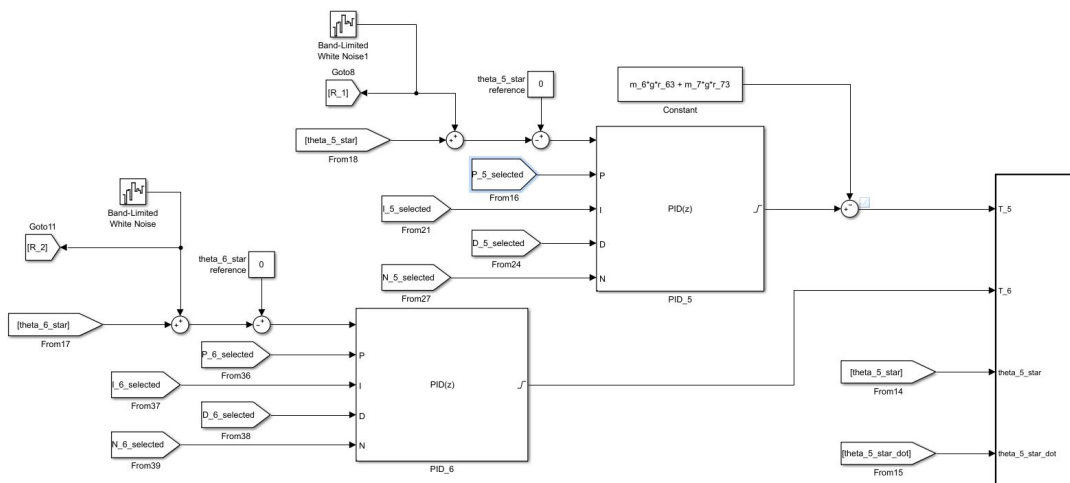 Band-Limited
White Noise1
Goto8
[R_1]
theta_5_star
reference
0
m_6*g*r_63 + m_7*g*r_73
Constant
[theta_5_star]
From18
P_5_selected
From16
I_5_selected
From21
D_5_selected
From24
N_5_selected
From27
P
I
D
N
PID(z)
PID_5
Band-Limited
White Noise
Goto11
[R_2]
theta_6_star
reference
0
[theta_6_star]
From17
P_6_selected
From36
I_6_selected
From37
D_6_selected
From38
N_6_selected
From39
P
I
D
N
PID(z)
PID_6
T_5
T_6
[theta_5_star]
From14
theta_5_star
[theta_5_star_dot]
From15
theta_5_star_dot